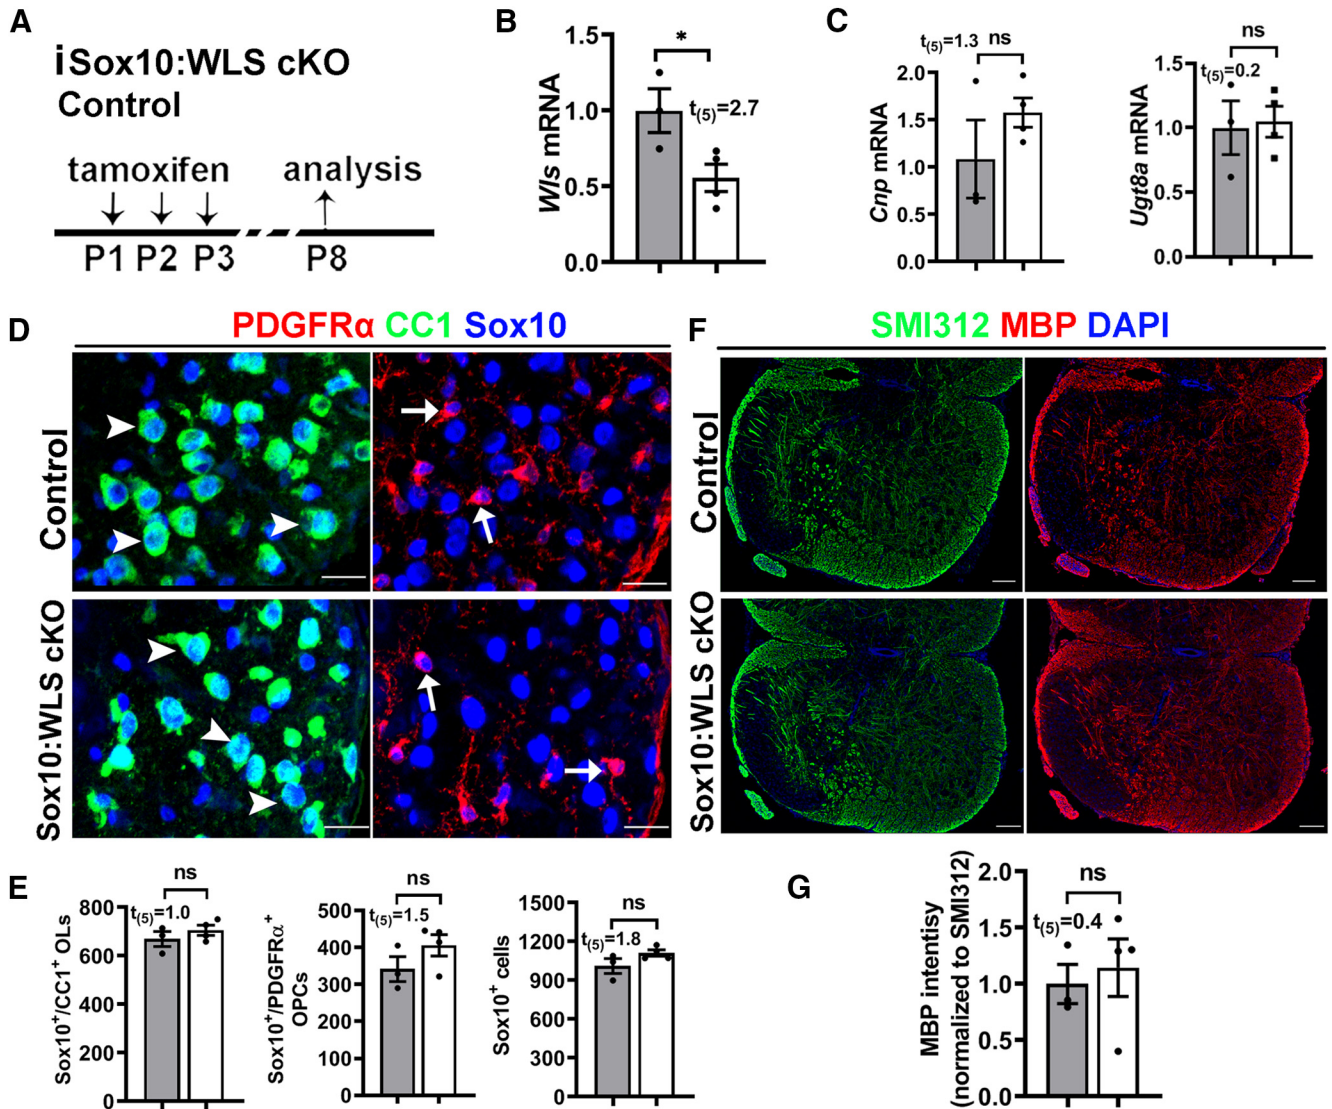 A
iSox10:WLS cKO
Control
tamoxifen
analysis
P1 P2 P3 P8
B
Wls mRNA
1.5
1.0
0.5
0.0
*
t(5)=2.7
C
Cnp mRNA
2.0
1.5
1.0
0.5
0.0
t(5)=1.3
ns
Ugt8a mRNA
1.5
1.0
0.5
0.0
t(5)=0.2
ns
D
PDGFRα CC1 Sox10
Control
Sox10:WLS cKO
F
SMI312 MBP DAPI
Control
Sox10:WLS cKO
E
Sox10+/CC1+ OLs
800
600
400
200
0
t(5)=1.0
ns
Sox10+/PDGFRα+
OPCs
500
400
300
200
100
0
t(5)=1.5
ns
Sox10+ cells
1500
1200
900
600
300
0
t(5)=1.8
ns
G
MBP intentisy
(normalized to SMI312)
2.0
1.5
1.0
0.5
0.0
t(5)=0.4
ns